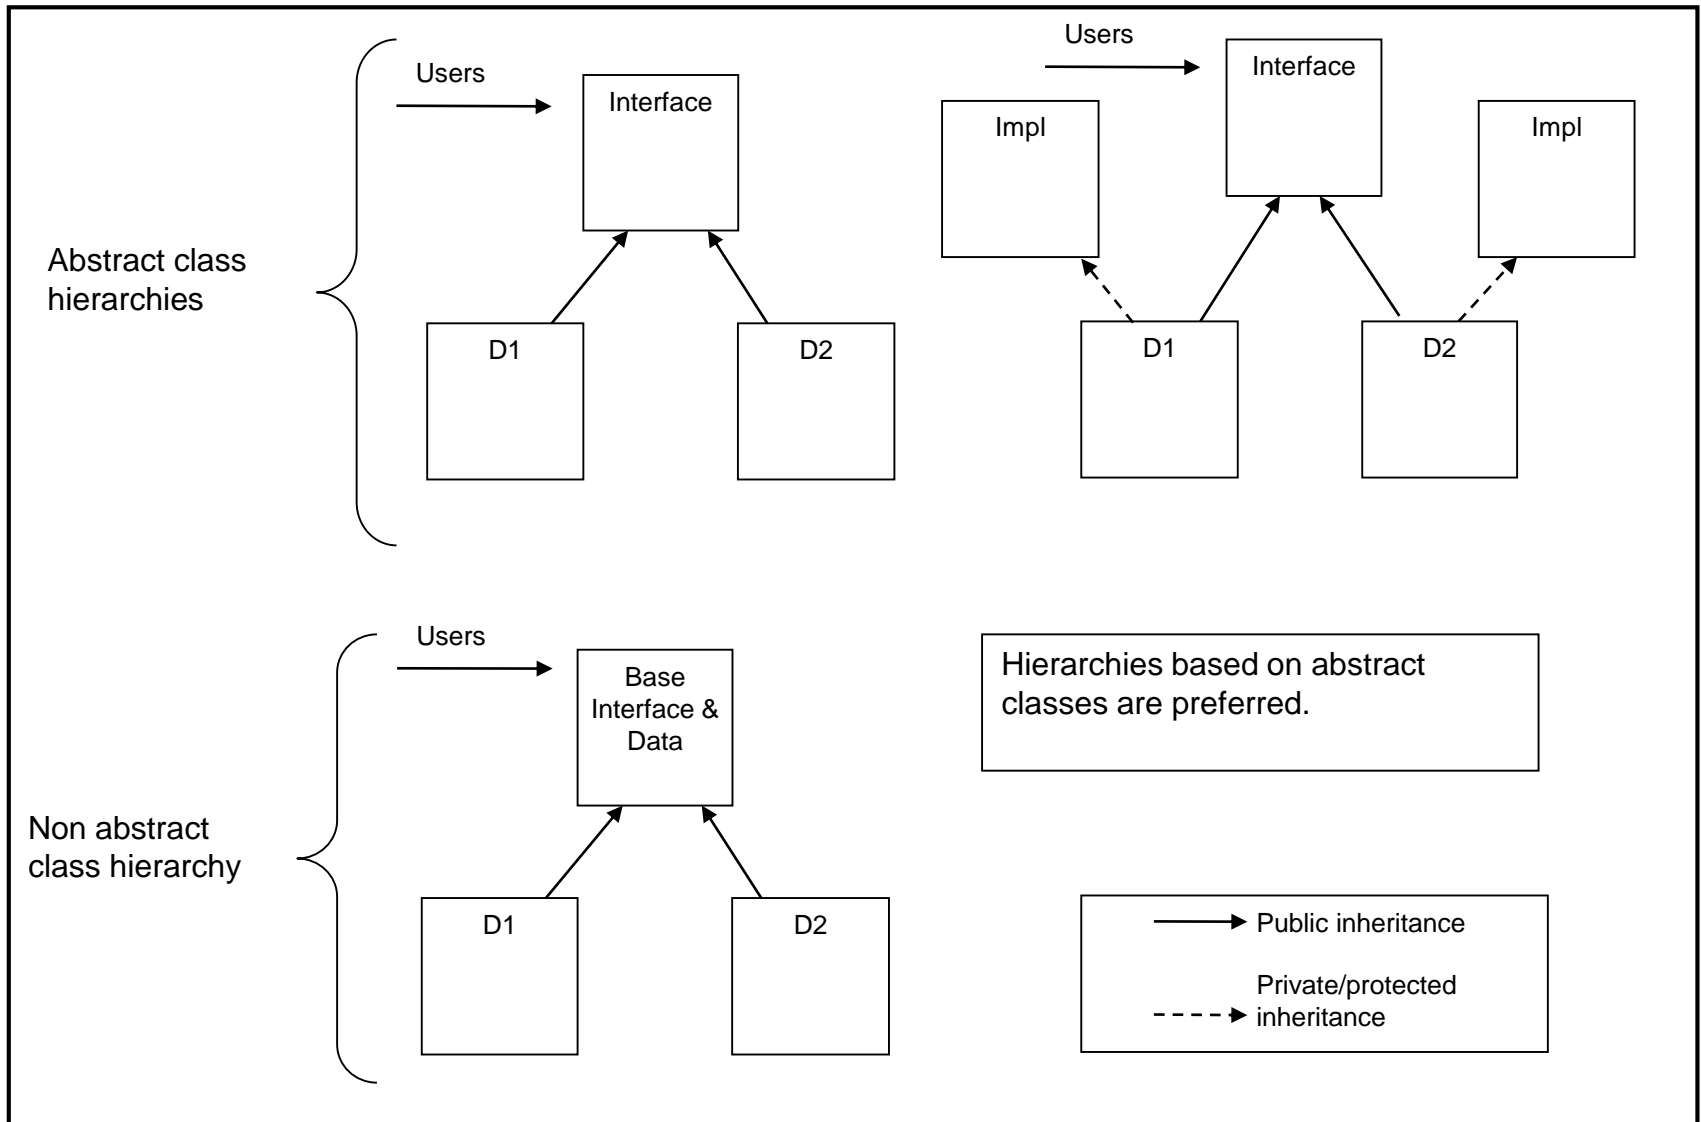 Users
Interface
Abstract class
hierarchies
D1
D2
Users
Interface
Impl
Impl
D1
D2
Users
Base
Interface &
Data
Non abstract
class hierarchy
D1
D2
Hierarchies based on abstract
classes are preferred.
Public inheritance
Private/protected
inheritance